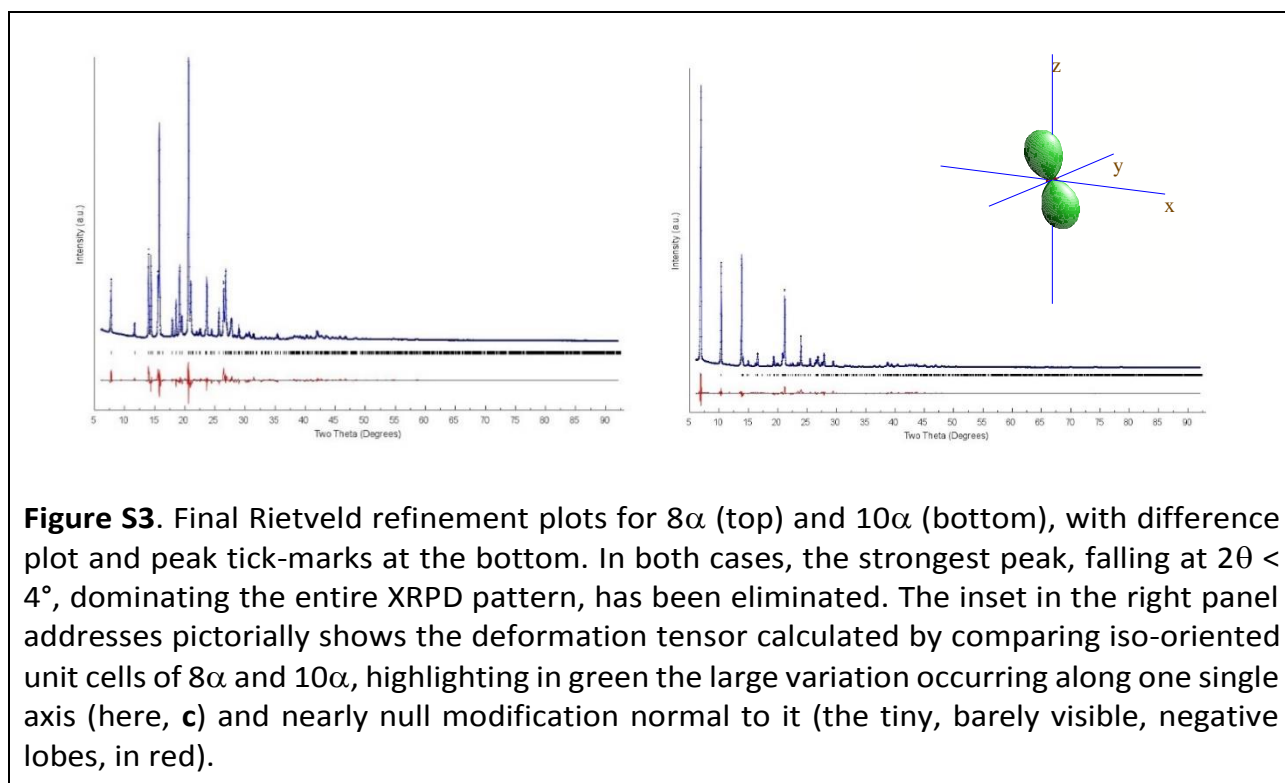 Intensity (a.u.)
5 10 15 20 25 30 35 40 45 50 55 60 65 70 75 80 85 90
Two Theta (Degrees)
z
y
x
Intensity (a.u.)
5 10 15 20 25 30 35 40 45 50 55 60 65 70 75 80 85 90
Two Theta (Degrees)
Figure S3. Final Rietveld refinement plots for 8α (top) and 10α (bottom), with difference
plot and peak tick-marks at the bottom. In both cases, the strongest peak, falling at 2θ <
4°, dominating the entire XRPD pattern, has been eliminated. The inset in the right panel
addresses pictorially shows the deformation tensor calculated by comparing iso-oriented
unit cells of 8α and 10α, highlighting in green the large variation occurring along one single
axis (here, c) and nearly null modification normal to it (the tiny, barely visible, negative
lobes, in red).